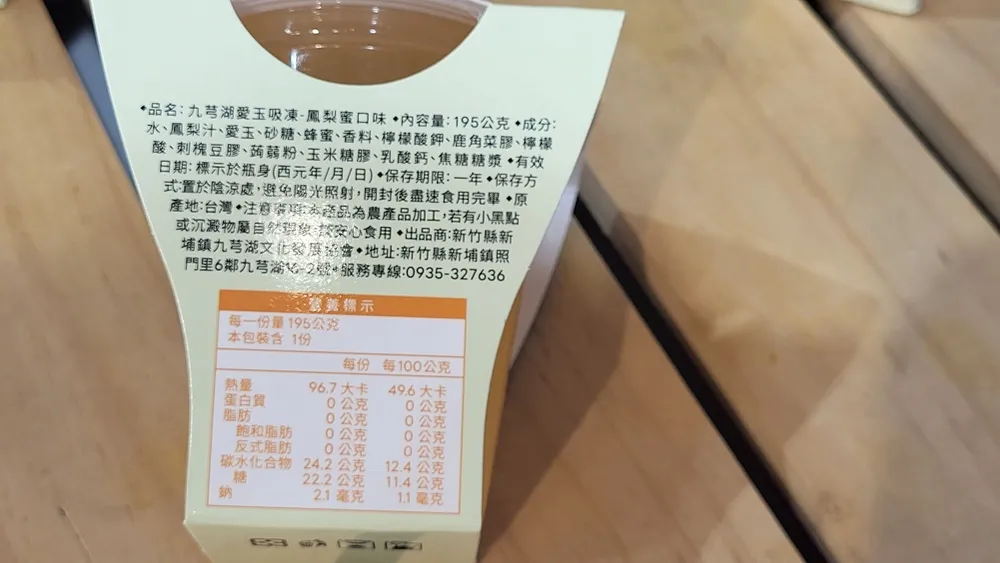 ◆品名:九芎湖愛玉吸凍-鳳梨蜜口味 ◆內容量:195公克 ◆成分:
水、鳳梨汁、愛玉、砂糖、蜂蜜、香料、檸檬酸鉀、鹿角菜膠、檸檬
酸、刺槐豆膠、蒟蒻粉、玉米糖膠、乳酸鈣、焦糖糖漿 ◆有效
日期:標示於瓶身(西元年/月/日)◆保存期限:一年◆保存方
式:置於陰涼處,避免陽光照射,開封後盡速食用完畢 ◆原
產地:台灣◆注意事項:本產品為農產品加工,若有小黑點
或沉澱物屬自然現象,請安心食用 ◆出品商:新竹縣新
埔鎮九芎湖文化發展協會◆地址:新竹縣新埔鎮照
門里6鄰九芎湖 2號◆服務專線:0935-327636
營養標示
每一份量 195公克
本包裝含 1份
每份 每100公克
熱量 96.7 大卡 49.6 大卡
蛋白質 0 公克 0 公克
脂肪 0 公克 0 公克
飽和脂肪 0 公克 0 公克
反式脂肪 0 公克 0 公克
碳水化合物 24.2 公克 12.4 公克
糖 22.2 公克 11.4 公克
鈉 2.1 毫克 1.1 毫克